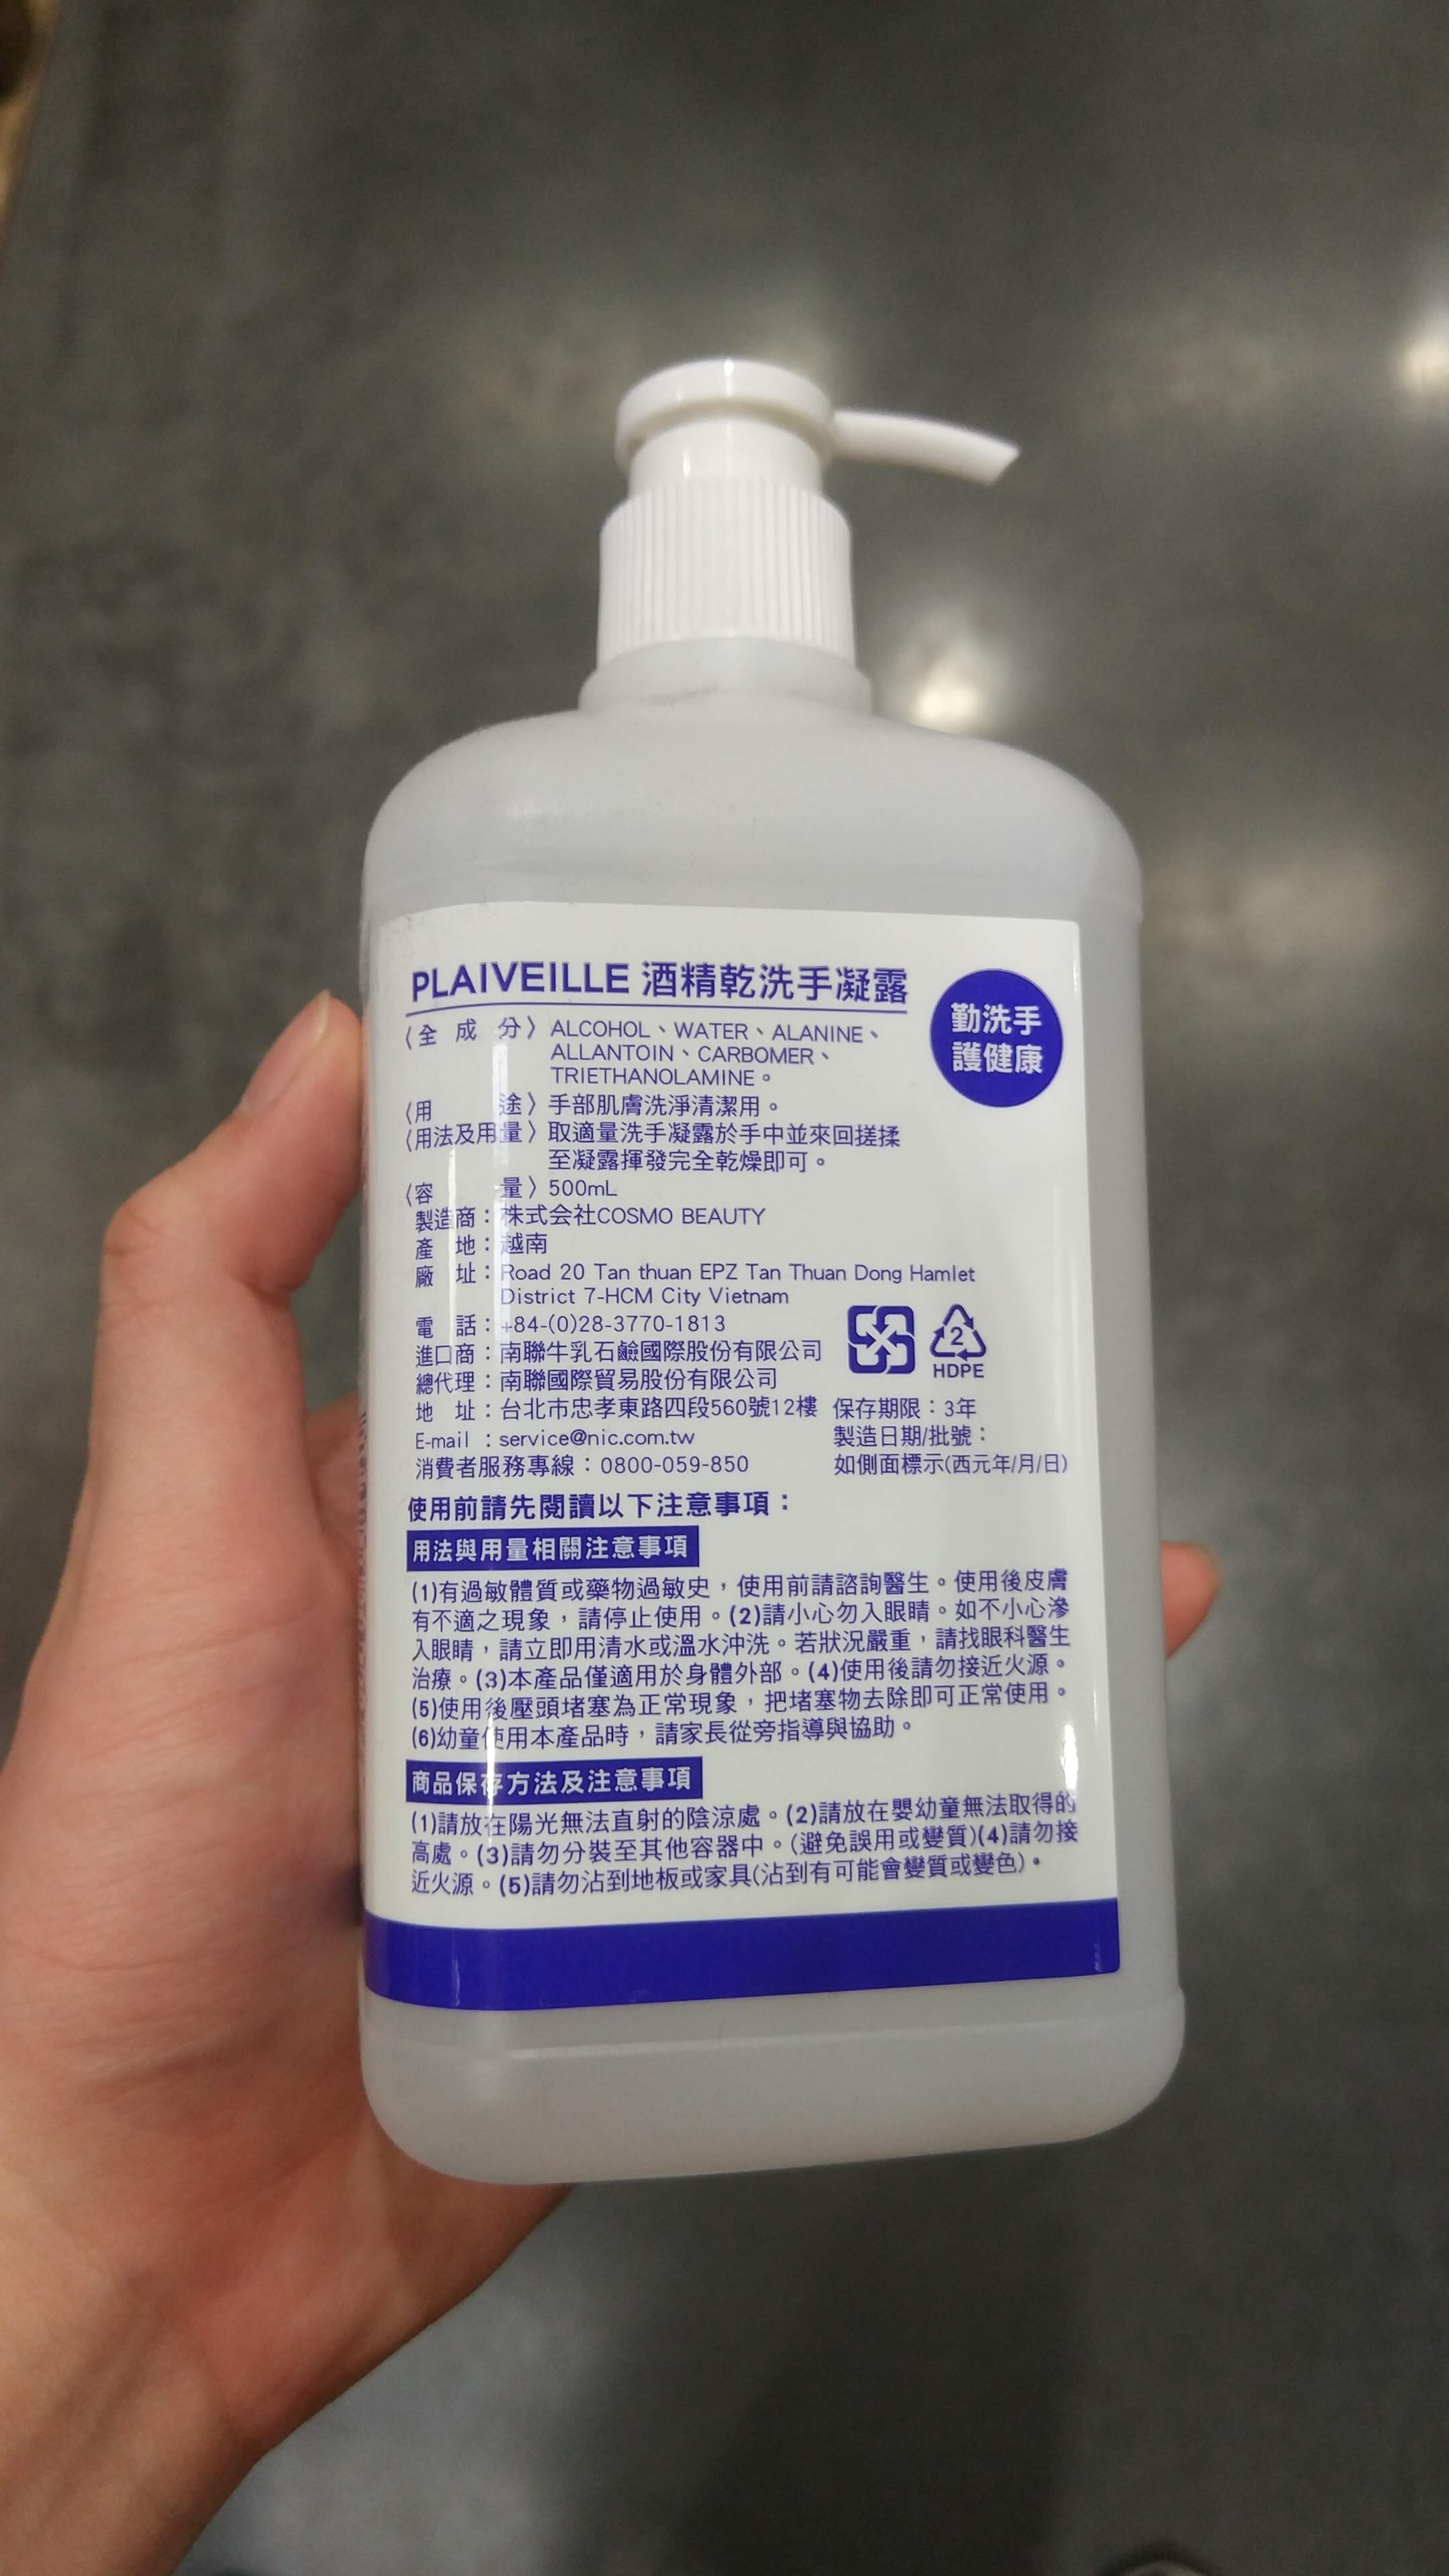 PLAIVEILLE 酒精乾洗手凝露
勤洗手
護健康
〈全成分〉ALCOHOL、WATER、ALANINE、
ALLANTOIN、CARBOMER、
TRIETHANOLAMINE。
〈用途〉手部肌膚洗淨清潔用。
〈用法及用量〉取適量洗手凝露於手中並來回搓揉
至凝露揮發完全乾燥即可。
〈容量〉500mL
製造商：株式会社COSMO BEAUTY
產地：越南
廠址：Road 20 Tan thuan EPZ Tan Thuan Dong Hamlet
District 7-HCM City Vietnam
電話：+84-(0)28-3770-1813
進口商：南聯牛乳石鹼國際股份有限公司
總代理：南聯國際貿易股份有限公司
地址：台北市忠孝東路四段560號12樓
E-mail：service@nic.com.tw
消費者服務專線：0800-059-850
2
HDPE
保存期限：3年
製造日期/批號：
如側面標示(西元年/月/日)
使用前請先閱讀以下注意事項：
用法與用量相關注意事項
(1)有過敏體質或藥物過敏史，使用前請諮詢醫生。使用後皮膚
有不適之現象，請停止使用。(2)請小心勿入眼睛。如不小心滲
入眼睛，請立即用清水或溫水沖洗。若狀況嚴重，請找眼科醫生
治療。(3)本產品僅適用於身體外部。(4)使用後請勿接近火源。
(5)使用後壓頭堵塞為正常現象，把堵塞物去除即可正常使用。
(6)幼童使用本產品時，請家長從旁指導與協助。
商品保存方法及注意事項
(1)請放在陽光無法直射的陰涼處。(2)請放在嬰幼童無法取得的
高處。(3)請勿分裝至其他容器中。(避免誤用或變質)(4)請勿接
近火源。(5)請勿沾到地板或家具(沾到有可能會變質或變色)。